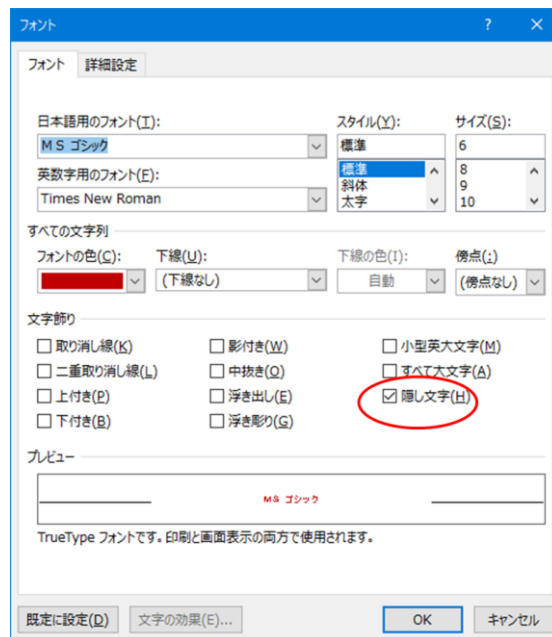 フォント ? ×
フォント 詳細設定
日本語用のフォント(T): スタイル(Y): サイズ(S):
ＭＳ ゴシック 標準 6
英数字用のフォント(F): 標準 8
斜体 9
Times New Roman 太字 10
すべての文字列
フォントの色(C): 下線(U): 下線の色(I): 傍点(;)
(下線なし) 自動 (傍点なし)
文字飾り
取り消し線(K) 影付き(W) 小型英大文字(M)
二重取り消し線(L) 中抜き(O) すべて大文字(A)
上付き(P) 浮き出し(E) 隠し文字(H)
下付き(B) 浮き彫り(G)
プレビュー
ＭＳ ゴシック
TrueType フォントです。印刷と画面表示の両方で使用されます。
既定に設定(D) 文字の効果(E)... OK キャンセル